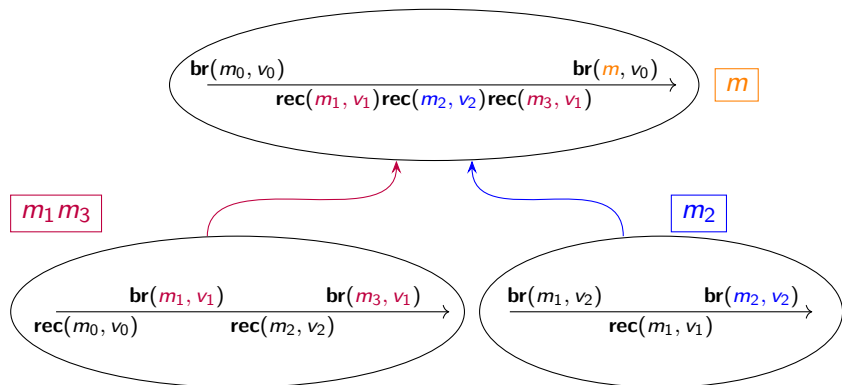 br(m₀, v₀) br(m, v₀)
rec(m₁, v₁)rec(m₂, v₂)rec(m₃, v₁)
m
m₁m₃
m₂
br(m₁, v₁) br(m₃, v₁)
rec(m₀, v₀) rec(m₂, v₂)
br(m₁, v₂) br(m₂, v₂)
rec(m₁, v₁)